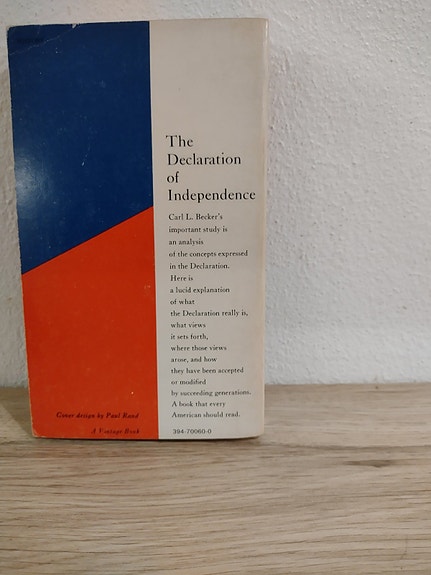 The
Declaration
of
Independence
Carl L. Becker's
important study is
an analysis
of the concepts expressed
in the Declaration.
Here is
a lucid explanation
of what
the Declaration really is,
what views
it sets forth,
where those views
arose, and how
they have been accepted
or modified
by succeeding generations.
A book that every
American should read.
Cover design by Paul Rand
A Vintage Book
394-70060-0